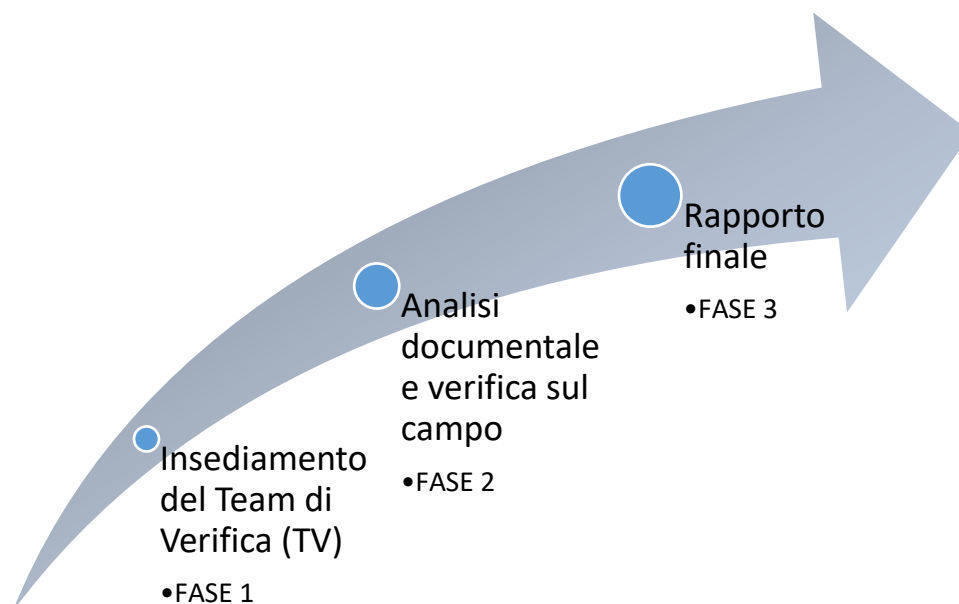 Insediamento
del Team di
Verifica (TV)
•FASE 1
Analisi
documentale
e verifica sul
campo
•FASE 2
Rapporto
finale
•FASE 3